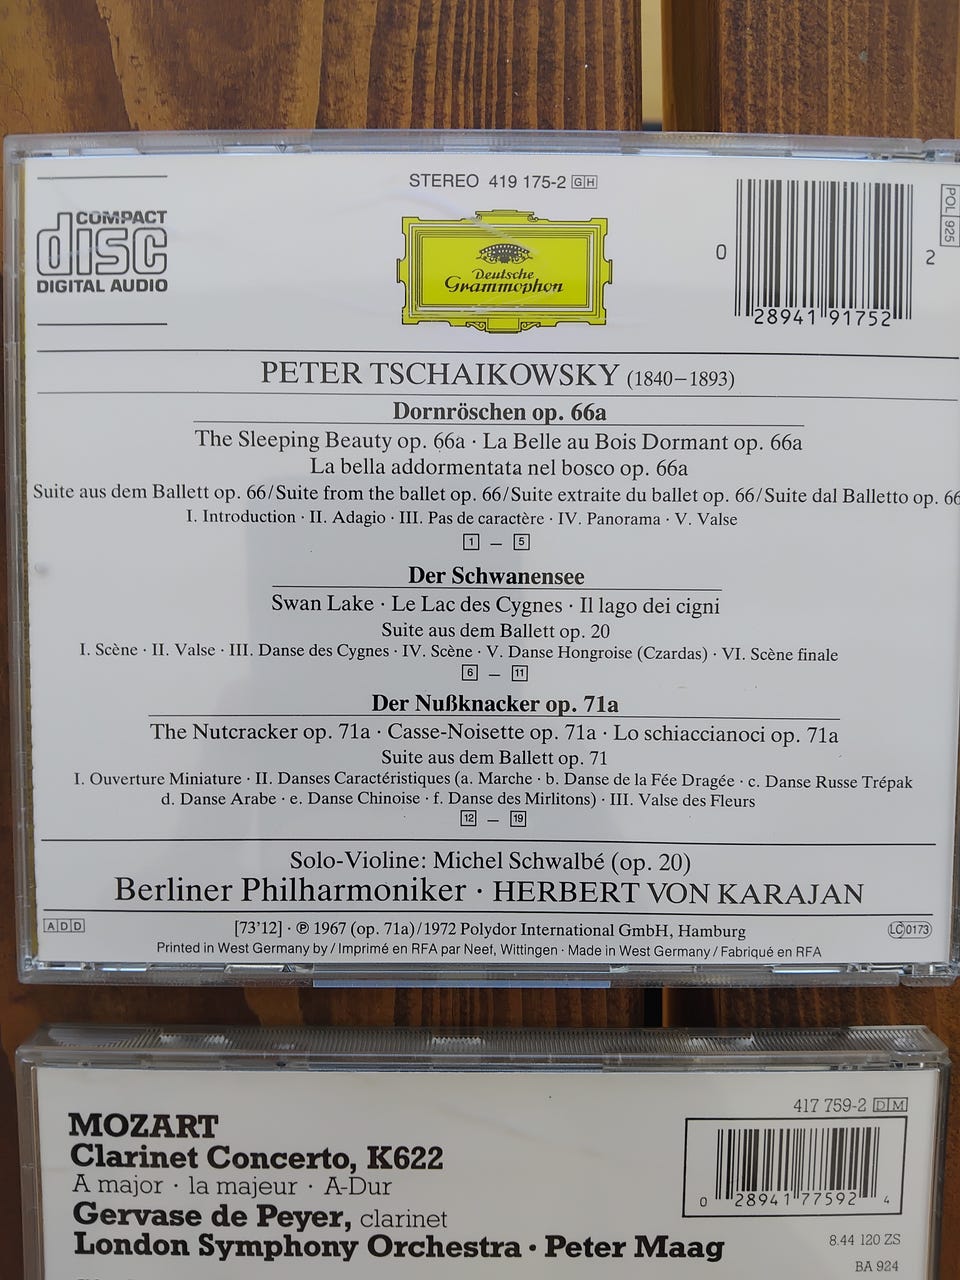 STEREO 419 175-2 GH
COMPACT
disc
DIGITAL AUDIO
Deutsche
Grammophon
0 28941 91752 2
POL 925
PETER TSCHAIKOWSKY (1840–1893)
Dornröschen op. 66a
The Sleeping Beauty op. 66a · La Belle au Bois Dormant op. 66a
La bella addormentata nel bosco op. 66a
Suite aus dem Ballett op. 66/Suite from the ballet op. 66/Suite extraite du ballet op. 66/Suite dal Balletto op. 66
I. Introduction · II. Adagio · III. Pas de caractère · IV. Panorama · V. Valse
1 – 5
Der Schwanensee
Swan Lake · Le Lac des Cygnes · Il lago dei cigni
Suite aus dem Ballett op. 20
I. Scène · II. Valse · III. Danse des Cygnes · IV. Scène · V. Danse Hongroise (Czardas) · VI. Scène finale
6 – 11
Der Nußknacker op. 71a
The Nutcracker op. 71a · Casse-Noisette op. 71a · Lo schiaccianoci op. 71a
Suite aus dem Ballett op. 71
I. Ouverture Miniature · II. Danses Caractéristiques (a. Marche · b. Danse de la Fée Dragée · c. Danse Russe Trépak
d. Danse Arabe · e. Danse Chinoise · f. Danse des Mirlitons) · III. Valse des Fleurs
12 – 19
Solo-Violine: Michel Schwalbé (op. 20)
Berliner Philharmoniker · HERBERT VON KARAJAN
ADD
[73'12] · ℗ 1967 (op. 71a)/1972 Polydor International GmbH, Hamburg
LC 0173
Printed in West Germany by / Imprimé en RFA par Neef, Wittingen · Made in West Germany / Fabriqué en RFA
417 759-2 DM
MOZART
Clarinet Concerto, K622
A major · la majeur · A-Dur
Gervase de Peyer, clarinet
London Symphony Orchestra · Peter Maag
0 28941 77592 4
8.44 120 ZS
BA 924